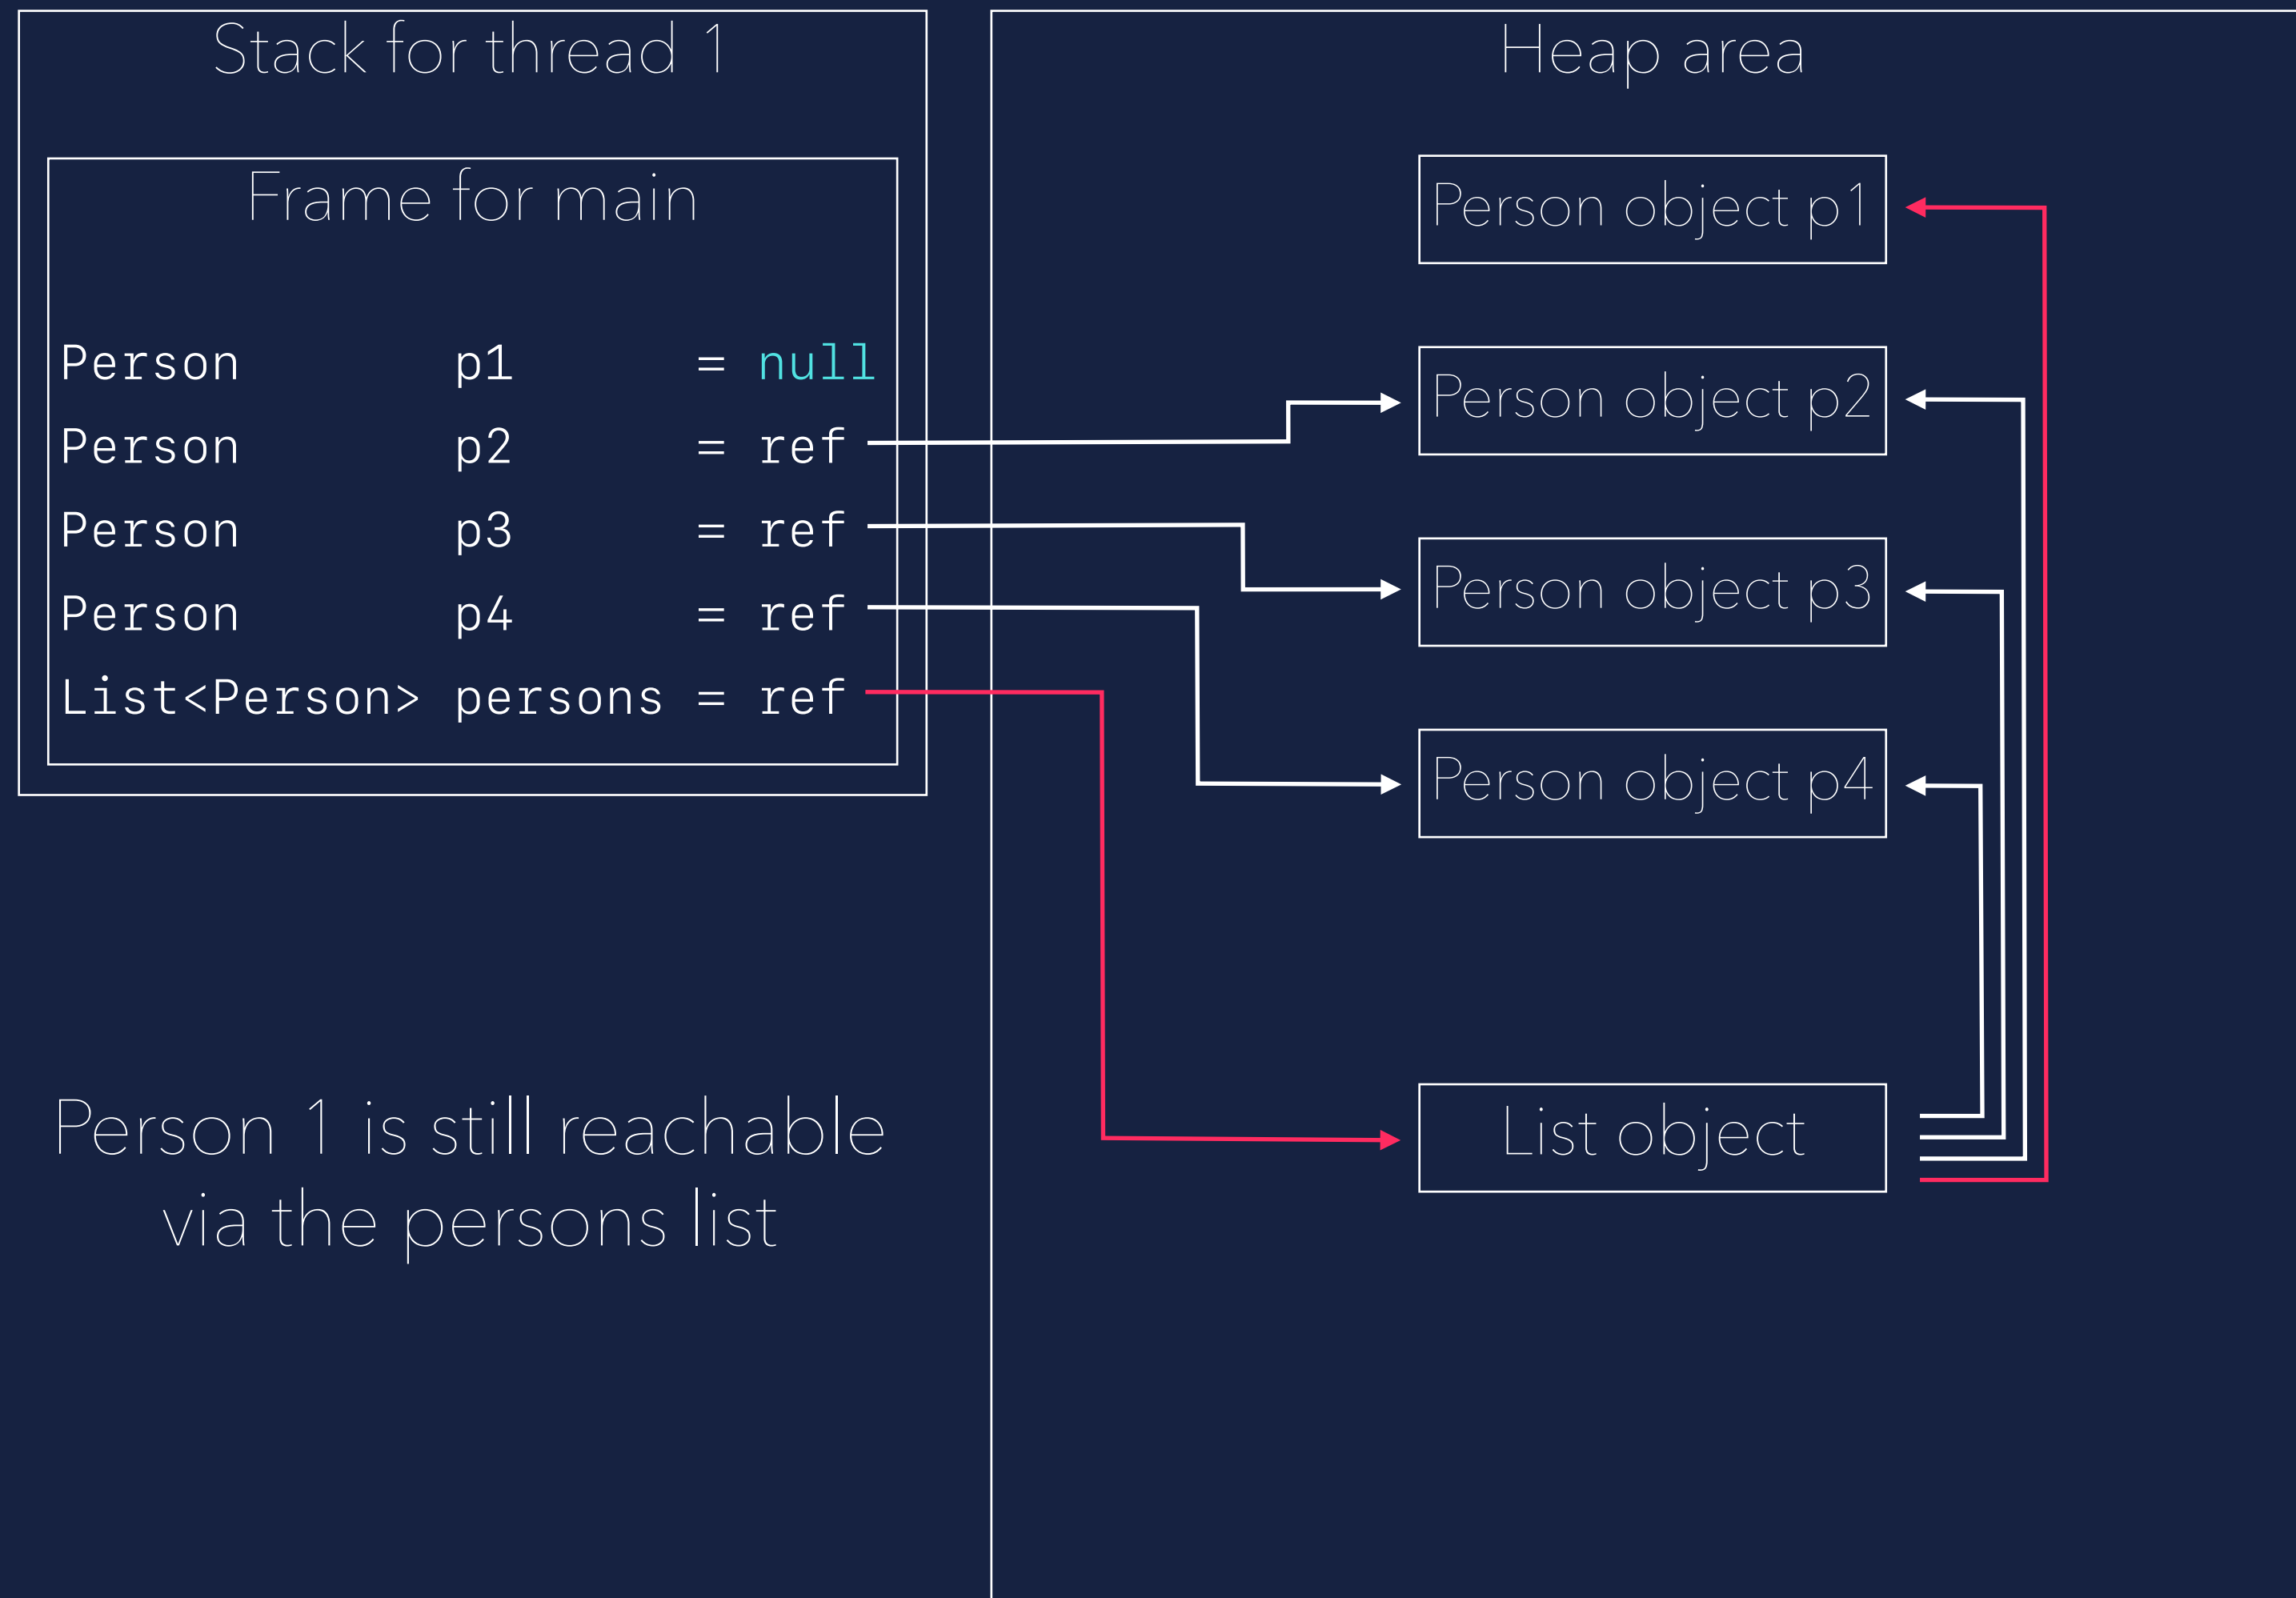 Stack for thread 1
Frame for main
Person p1 = null
Person p2 = ref
Person p3 = ref
Person p4 = ref
List<Person> persons = ref
Person 1 is still reachable
via the persons list
Heap area
Person object p1
Person object p2
Person object p3
Person object p4
List object